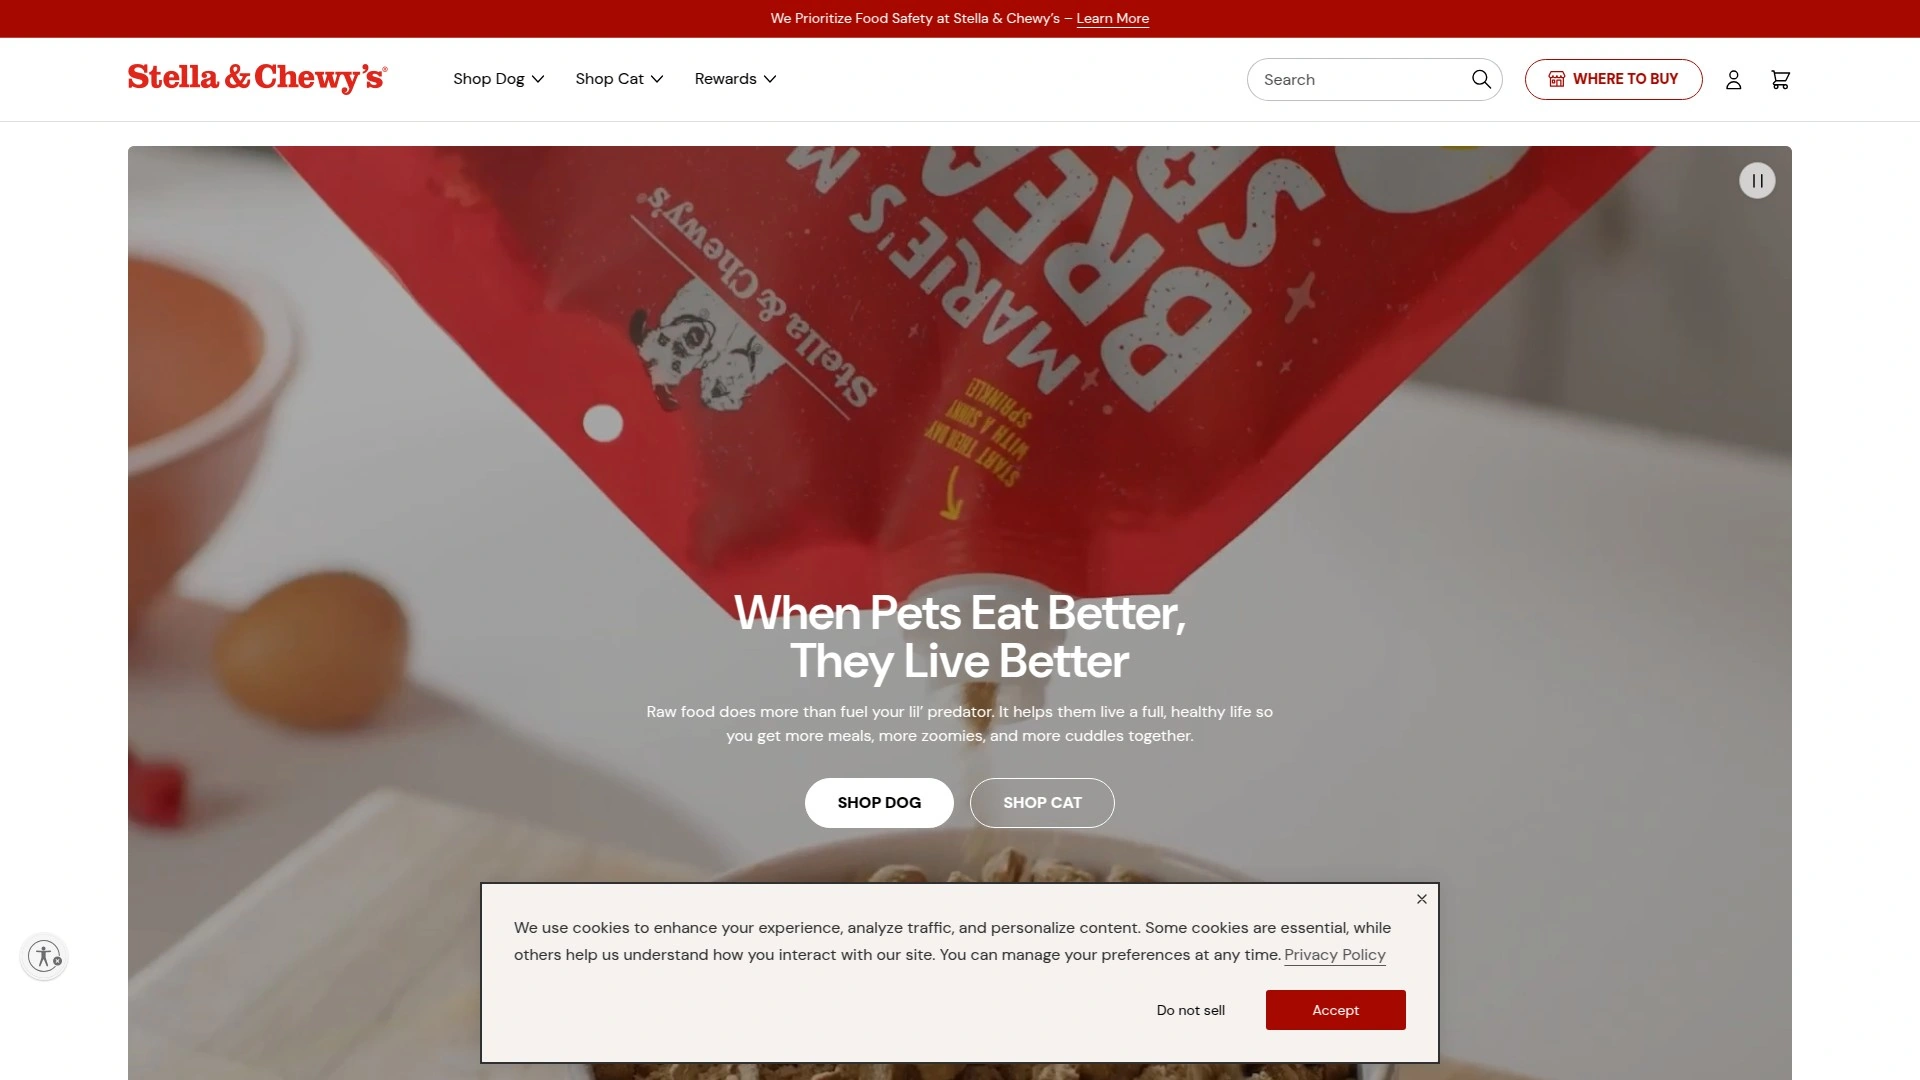 We Prioritize Food Safety at Stella & Chewy's – Learn More
Stella & Chewy's®
Shop Dog
Shop Cat
Rewards
Search
WHERE TO BUY
Stella & Chewy's
MARIE'S M
BREA
SP
START THEIR DAY
WITH A SUNNY
SPRINKLE!
When Pets Eat Better,
They Live Better
Raw food does more than fuel your lil' predator. It helps them live a full, healthy life so
you get more meals, more zoomies, and more cuddles together.
SHOP DOG
SHOP CAT
We use cookies to enhance your experience, analyze traffic, and personalize content. Some cookies are essential, while
others help us understand how you interact with our site. You can manage your preferences at any time. Privacy Policy
Do not sell
Accept